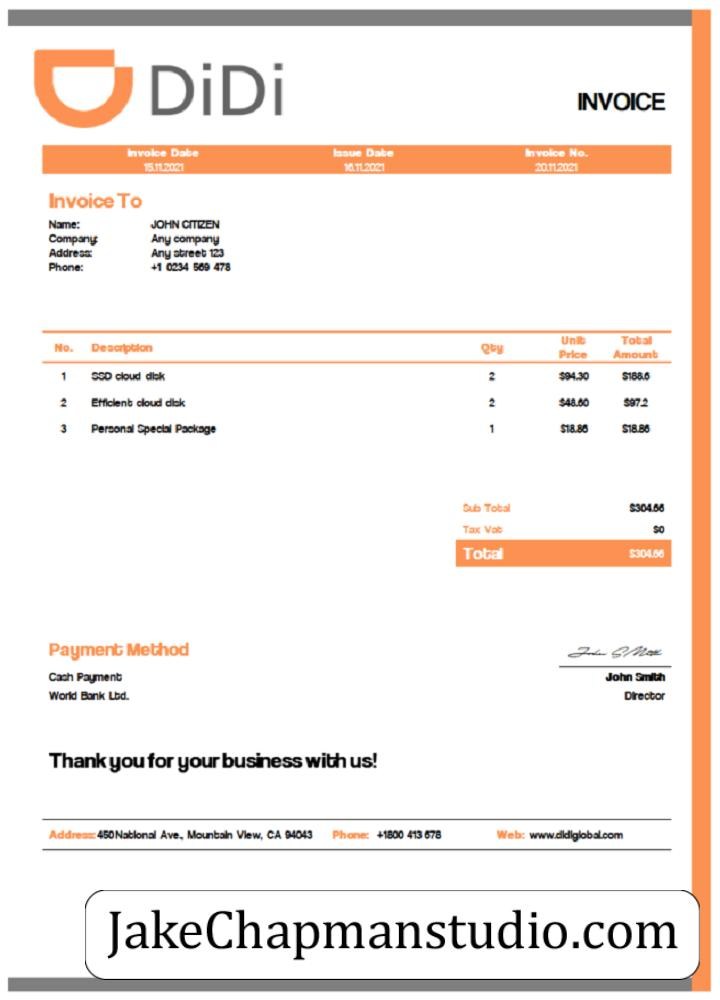 DiDi
INVOICE
Invoice Date Issue Date Invoice No.
15.11.2021 16.11.2021 20.11.2021
Invoice To
Name: JOHN CITIZEN
Company: Any company
Address: Any street 123
Phone: +1 0234 569 478
No. Description Qty Unit Price Total Amount
1 SSD cloud disk 2 $94.30 $188.6
2 Efficient cloud disk 2 $48.60 $97.2
3 Personal Special Package 1 $18.86 $18.86
Sub Total $304.66
Tax Vat $0
Total $304.66
Payment Method
Cash Payment
World Bank Ltd.
John Smith
John Smith
Director
Thank you for your business with us!
Address: 450 National Ave., Mountain View, CA 94043 Phone: +1800 413 678 Web: www.didiglobal.com
JakeChapmanstudio.com